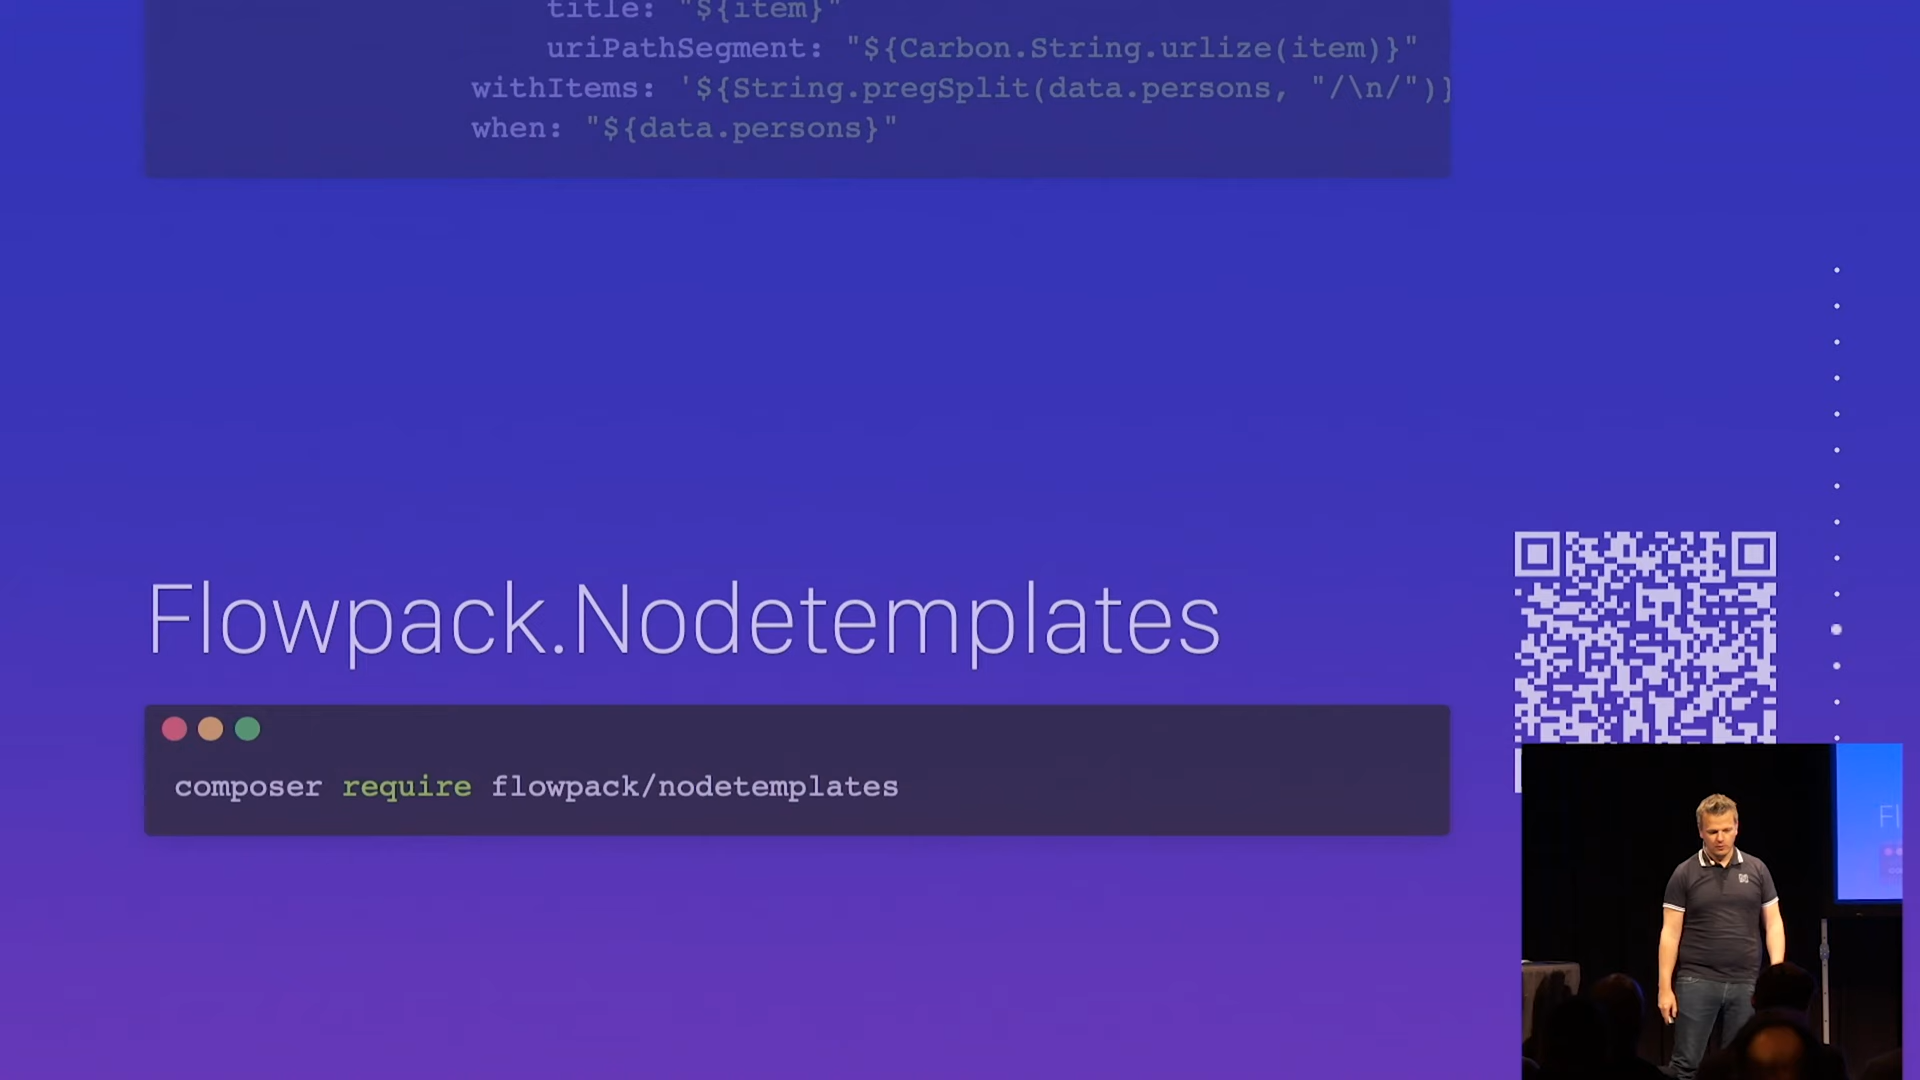 title: "${item}"
uriPathSegment: "${Carbon.String.urlize(item)}"
withItems: '${String.pregSplit(data.persons, "/\n/")}
when: "${data.persons}"
Flowpack.Nodetemplates
composer require flowpack/nodetemplates
Fl